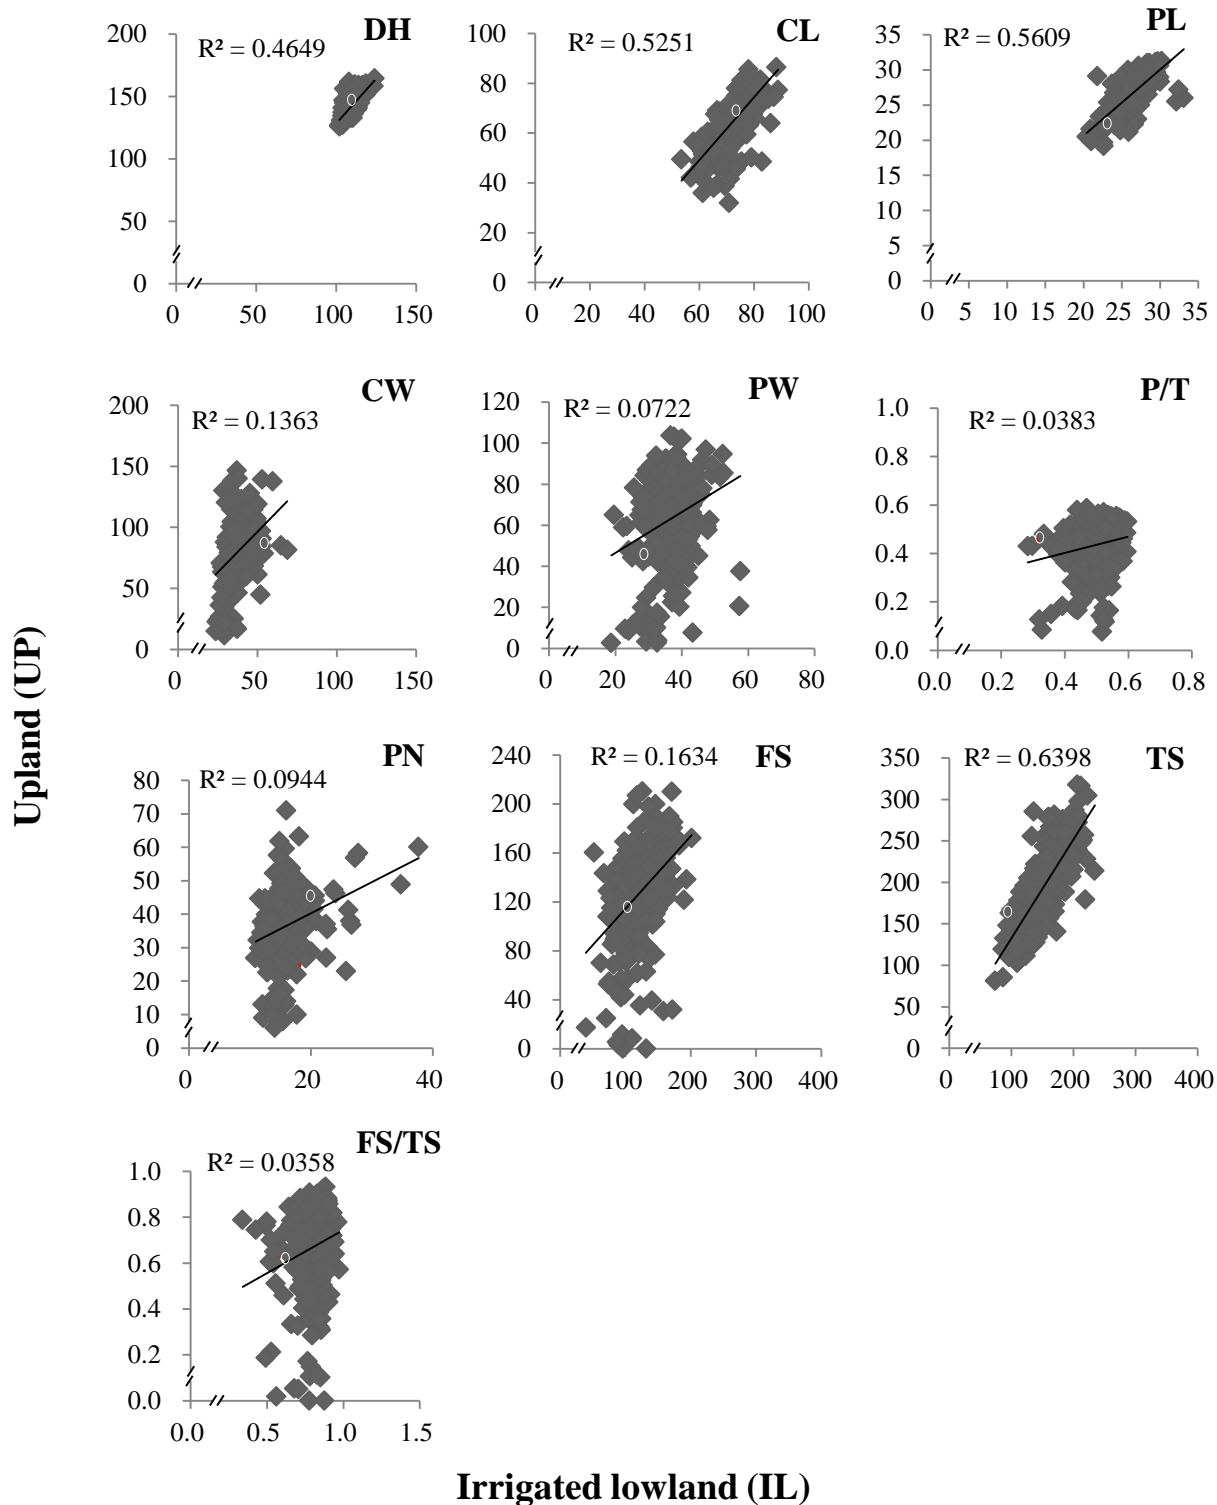 DH
R² = 0.4649
200
150
100
50
0
0 50 100 150
CL
R² = 0.5251
100
80
60
40
20
0
0 20 40 60 80 100
PL
R² = 0.5609
35
30
25
20
15
10
5
0
0 5 10 15 20 25 30 35
CW
R² = 0.1363
200
150
100
50
0
0 50 100 150
PW
R² = 0.0722
120
100
80
60
40
20
0
0 20 40 60 80
P/T
R² = 0.0383
1.0
0.8
0.6
0.4
0.2
0.0
0.0 0.2 0.4 0.6 0.8
Upland (UP)
PN
R² = 0.0944
80
70
60
50
40
30
20
10
0
0 20 40
FS
R² = 0.1634
240
200
160
120
80
40
0
0 100 200 300 400
TS
R² = 0.6398
350
300
250
200
150
100
50
0
0 100 200 300 400
FS/TS
R² = 0.0358
1.0
0.8
0.6
0.4
0.2
0.0
0.0 0.5 1.0 1.5
Irrigated lowland (IL)